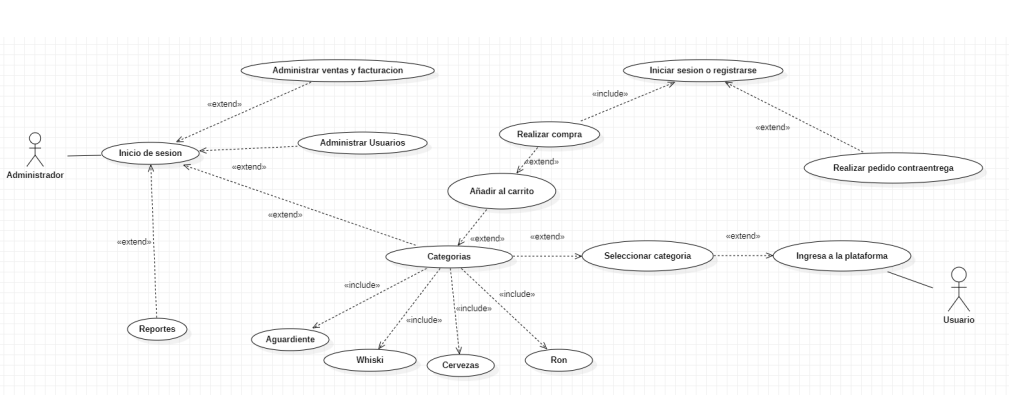 Administrar ventas y facturacion
Iniciar sesion o registrarse
«include»
«extend»
Realizar compra
«extend»
Administrar Usuarios
Inicio de sesion
«extend»
«extend»
Realizar pedido contraentrega
Administrador
Añadir al carrito
«extend»
«extend»
«extend»
«extend»
«extend»
Categorias
Seleccionar categoria
Ingresa a la plataforma
«include»
«include»
«include»
«include»
Usuario
Reportes
Aguardiente
Whiski
Cervezas
Ron